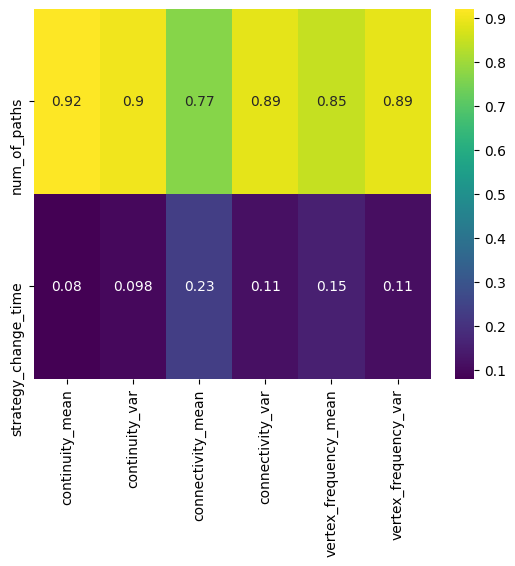 num_of_paths
strategy_change_time
0.92 0.9 0.77 0.89 0.85 0.89
0.08 0.098 0.23 0.11 0.15 0.11
continuity_mean
continuity_var
connectivity_mean
connectivity_var
vertex_frequency_mean
vertex_frequency_var
0.9
0.8
0.7
0.6
0.5
0.4
0.3
0.2
0.1